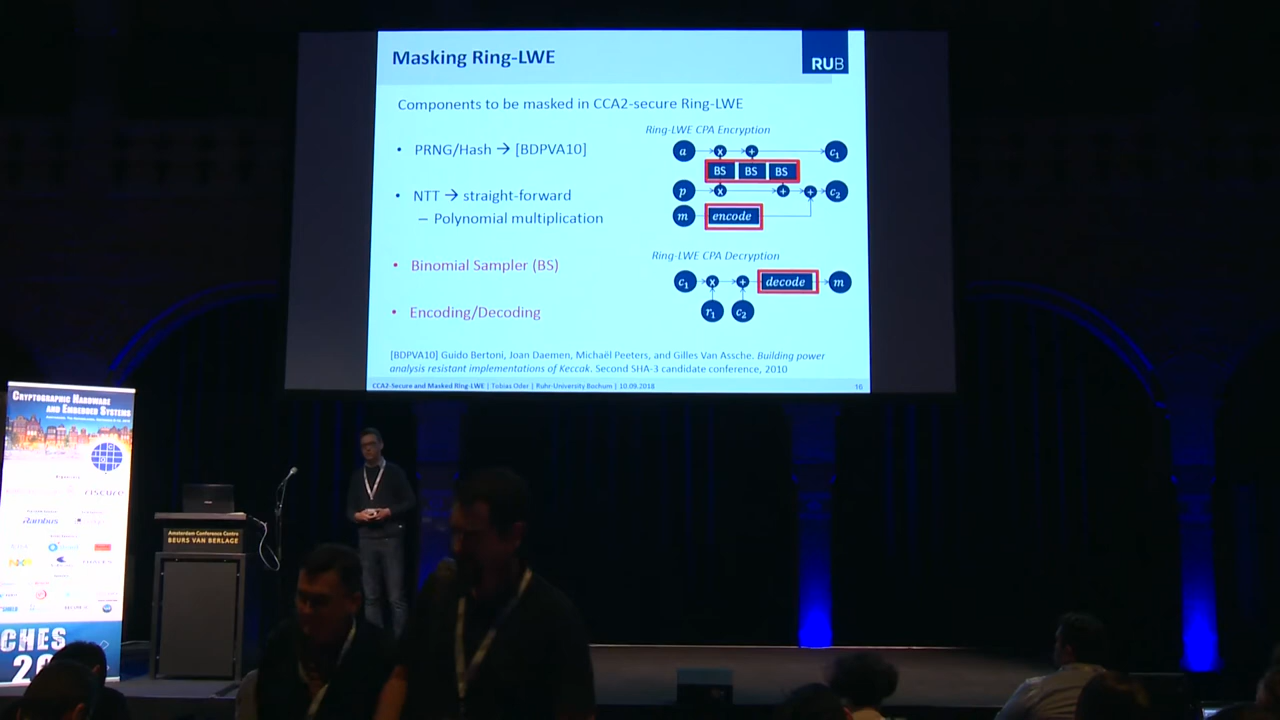 Masking Ring-LWE
RUB
Components to be masked in CCA2-secure Ring-LWE
• PRNG/Hash → [BDPVA10]
• NTT → straight-forward
– Polynomial multiplication
• Binomial Sampler (BS)
• Encoding/Decoding
Ring-LWE CPA Encryption
a x + c₁
BS BS BS
p x + + c₂
m encode
Ring-LWE CPA Decryption
c₁ x + decode m
r₁ c₂
[BDPVA10] Guido Bertoni, Joan Daemen, Michaël Peeters, and Gilles Van Assche. Building power
analysis resistant implementations of Keccak. Second SHA-3 candidate conference, 2010
CCA2-Secure and Masked Ring-LWE | Tobias Oder | Ruhr-University Bochum | 10.09.2018 16
Cryptographic Hardware
and Embedded Systems
riscure
Rambus
CHES
Amsterdam Conference Centre
BEURS VAN BERLAGE